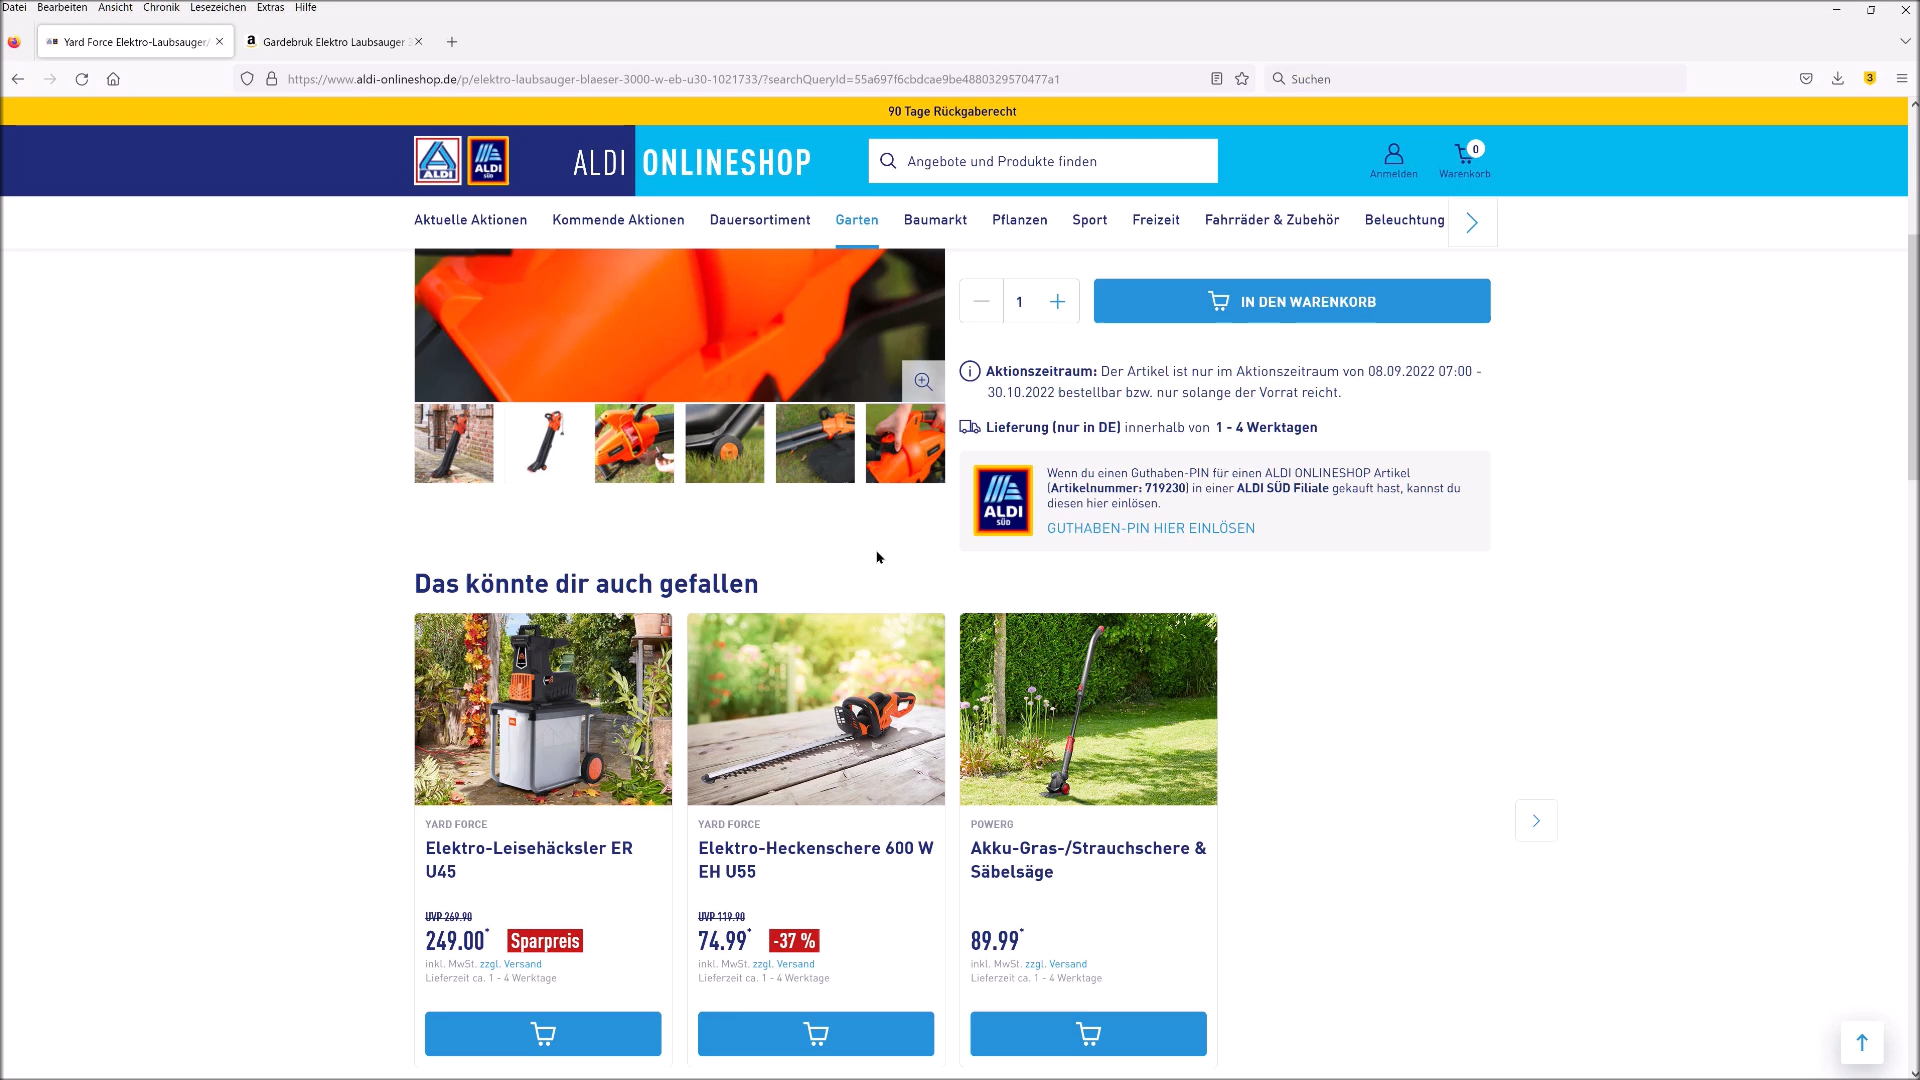 Datei Bearbeiten Ansicht Chronik Lesezeichen Extras Hilfe
Yard Force Elektro-Laubsauger/
Gardebruk Elektro Laubsauger 3
https://www.aldi-onlineshop.de/p/elektro-laubsauger-blaeser-3000-w-eb-u30-1021733/?searchQueryId=55a697f6cbdcae9be4880329570477a1
Suchen
3
90 Tage Rückgaberecht
ALDI
ALDI
SÜD
ALDI ONLINESHOP
Angebote und Produkte finden
Anmelden
0
Warenkorb
Aktuelle Aktionen Kommende Aktionen Dauersortiment Garten Baumarkt Pflanzen Sport Freizeit Fahrräder & Zubehör Beleuchtung
1
IN DEN WARENKORB
Aktionszeitraum: Der Artikel ist nur im Aktionszeitraum von 08.09.2022 07:00 -
30.10.2022 bestellbar bzw. nur solange der Vorrat reicht.
Lieferung (nur in DE) innerhalb von 1 - 4 Werktagen
ALDI
SÜD
Wenn du einen Guthaben-PIN für einen ALDI ONLINESHOP Artikel
(Artikelnummer: 719230) in einer ALDI SÜD Filiale gekauft hast, kannst du
diesen hier einlösen.
GUTHABEN-PIN HIER EINLÖSEN
Das könnte dir auch gefallen
YARD FORCE
Elektro-Leisehäcksler ER
U45
UVP 269.90
249.00* Sparpreis
inkl. MwSt. zzgl. Versand
Lieferzeit ca. 1 - 4 Werktage
YARD FORCE
Elektro-Heckenschere 600 W
EH U55
UVP 119.90
74.99* -37 %
inkl. MwSt. zzgl. Versand
Lieferzeit ca. 1 - 4 Werktage
POWERG
Akku-Gras-/Strauchschere &
Säbelsäge
89.99*
inkl. MwSt. zzgl. Versand
Lieferzeit ca. 1 - 4 Werktage